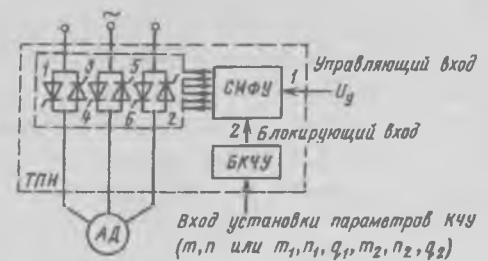 ~
1 3 5
4 6 2
СИФУ
1 Управляющий вход
Uу
2 Блокирующий вход
БКЧУ
ТПН
АД
Вход установки параметров КЧУ
(m,n или m₁,n₁,q₁,m₂,n₂,q₂)